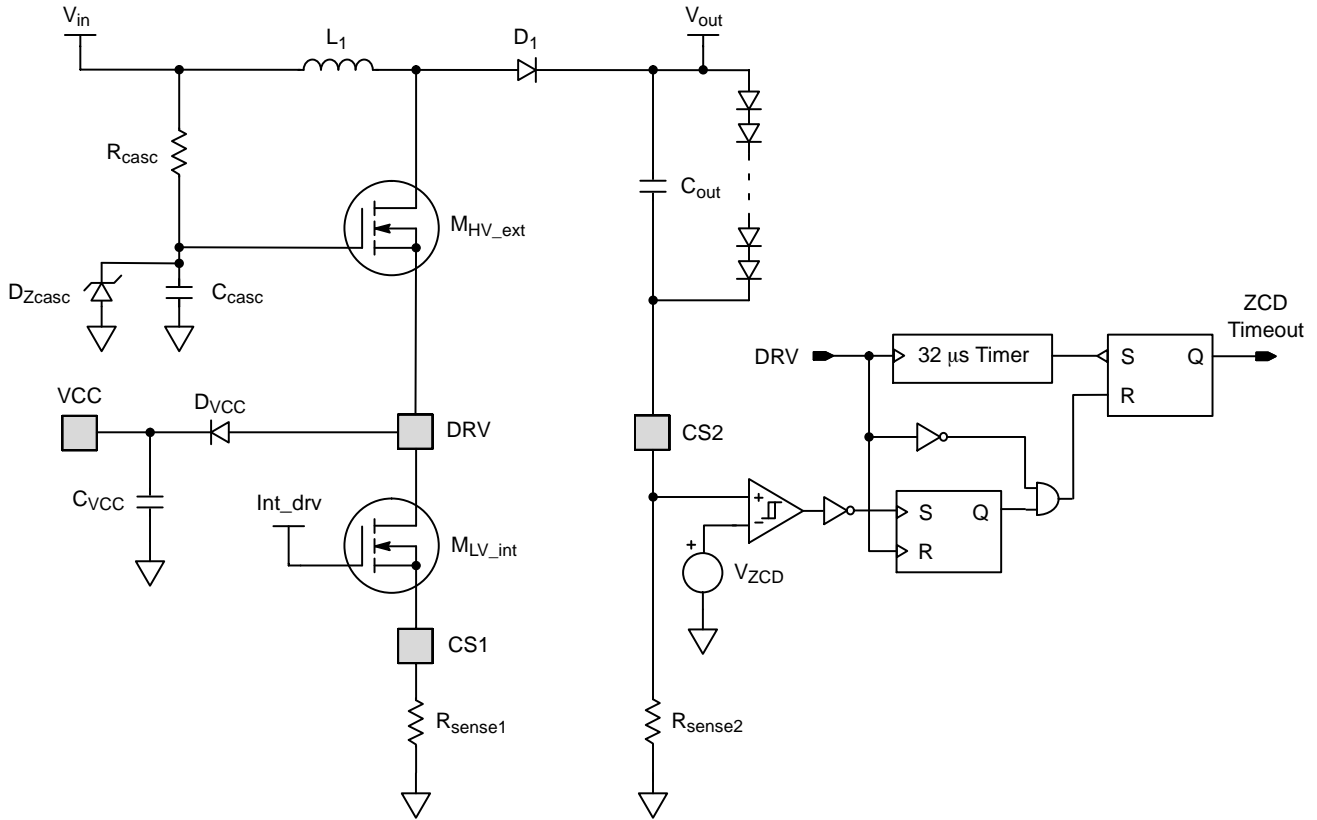 Vin
L1
D1
Vout
Rcasc
MHV_ext
Cout
DZcasc
Ccasc
ZCD
Timeout
DRV
32 μs Timer
S
Q
R
VCC
DVCC
DRV
CS2
CVCC
Int_drv
MLV_int
+
-
S
Q
R
+
VZCD
CS1
Rsense1
Rsense2